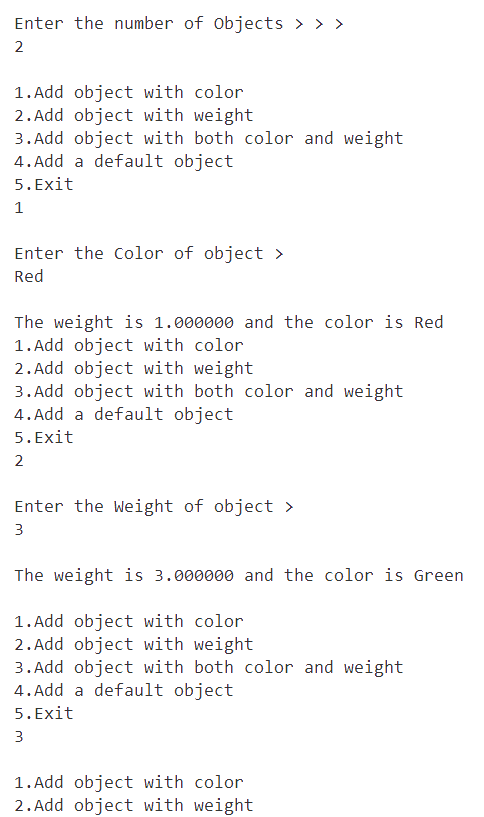 Enter the number of Objects > > >
2
1.Add object with color
2.Add object with weight
3.Add object with both color and weight
4.Add a default object
5.Exit
1
Enter the Color of object >
Red
The weight is 1.000000 and the color is Red
1.Add object with color
2.Add object with weight
3.Add object with both color and weight
4.Add a default object
5.Exit
2
Enter the Weight of object >
3
The weight is 3.000000 and the color is Green
1.Add object with color
2.Add object with weight
3.Add object with both color and weight
4.Add a default object
5.Exit
3
1.Add object with color
2.Add object with weight